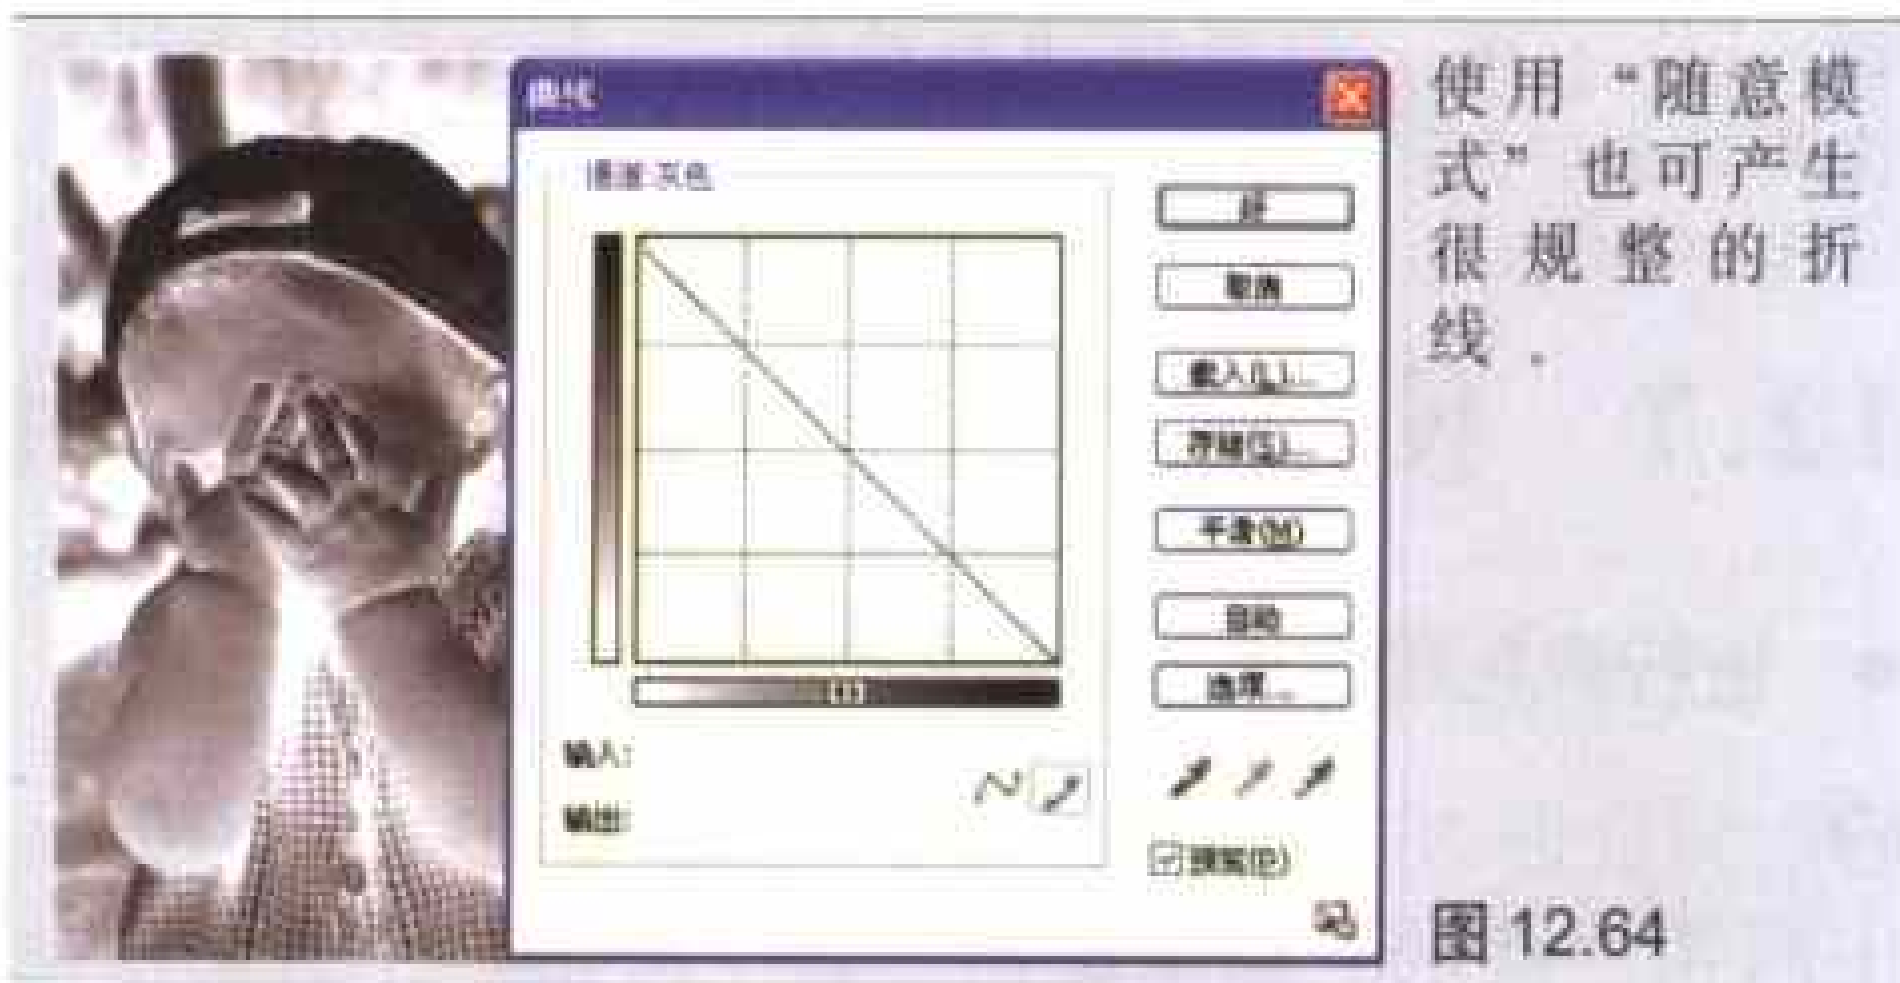 曲线
通道:灰色
好
取消
载入(L)...
存储(S)...
平滑(M)
自动
选项...
输入:
输出:
预览(P)
使用“随意模
式”也可产生
很规整的折
线.
图 12.64